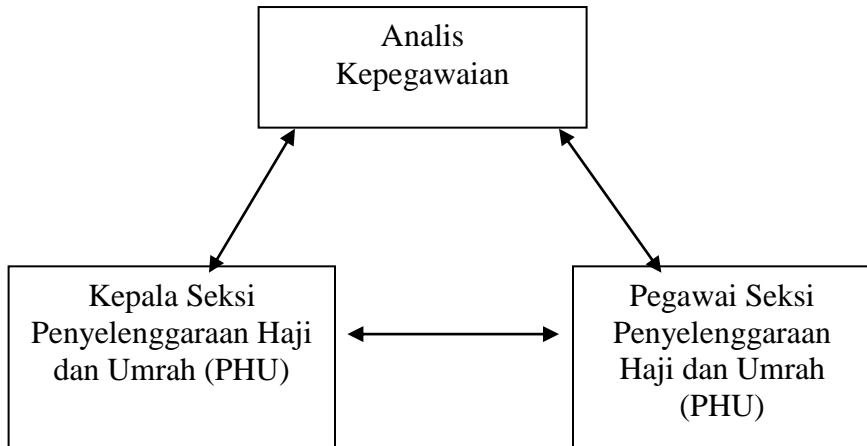 Analis
Kepegawaian
Kepala Seksi
Penyelenggaraan Haji
dan Umrah (PHU)
Pegawai Seksi
Penyelenggaraan
Haji dan Umrah
(PHU)